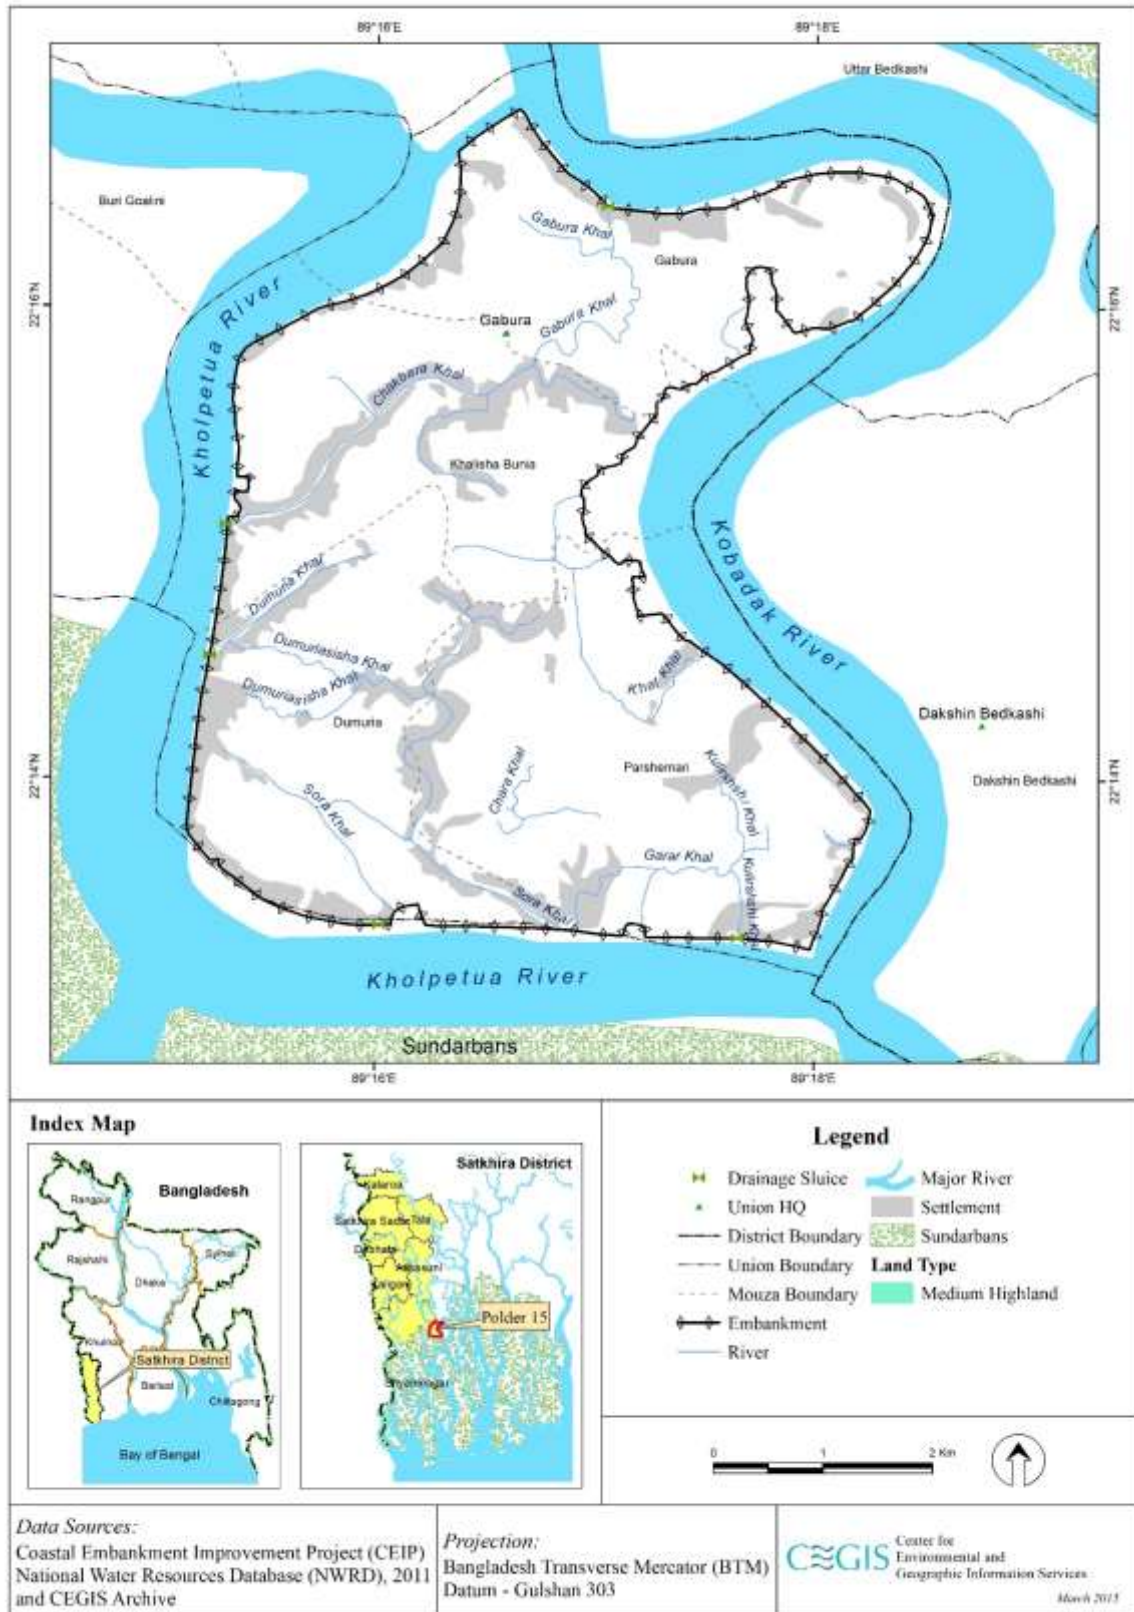 89°16'E
89°18'E
Uttar Bedkashi
Buri Goalini
Gabura Khal
Gabura
22°16'N
22°16'N
Kholpetua River
Gabura Khal
Gabura
Chakbara Khal
Khalisha Bunia
Kobadak River
Dumuria Khal
Dumuriasisha Khal
Dumuriasisha Khal
Khal Khal
Dumuria
Dakshin Bedkashi
22°14'N
22°14'N
Parshemari
Dakshin Bedkashi
Chara Khal
Sora Khal
Garar Khal
Sora Khal
Kholpetua River
Sundarbans
89°16'E
89°18'E
Index Map
Bangladesh
Rangpur
Rajshahi
Sylhet
Dhaka
Khulna
Satkhira District
Barisal
Chittagong
Bay of Bengal
Satkhira District
Kalaroa
Satkhira Sadar
Tala
Debhata
Assasuni
Kaliganj
Polder 15
Shyamnagar
Legend
Drainage Sluice
Major River
Union HQ
Settlement
District Boundary
Sundarbans
Union Boundary
Land Type
Mouza Boundary
Medium Highland
Embankment
River
0 1 2 Km
Data Sources:
Coastal Embankment Improvement Project (CEIP)
National Water Resources Database (NWRD), 2011
and CEGIS Archive
Projection:
Bangladesh Transverse Mercator (BTM)
Datum - Gulshan 303
CEGIS
Center for
Environmental and
Geographic Information Services
March 2015